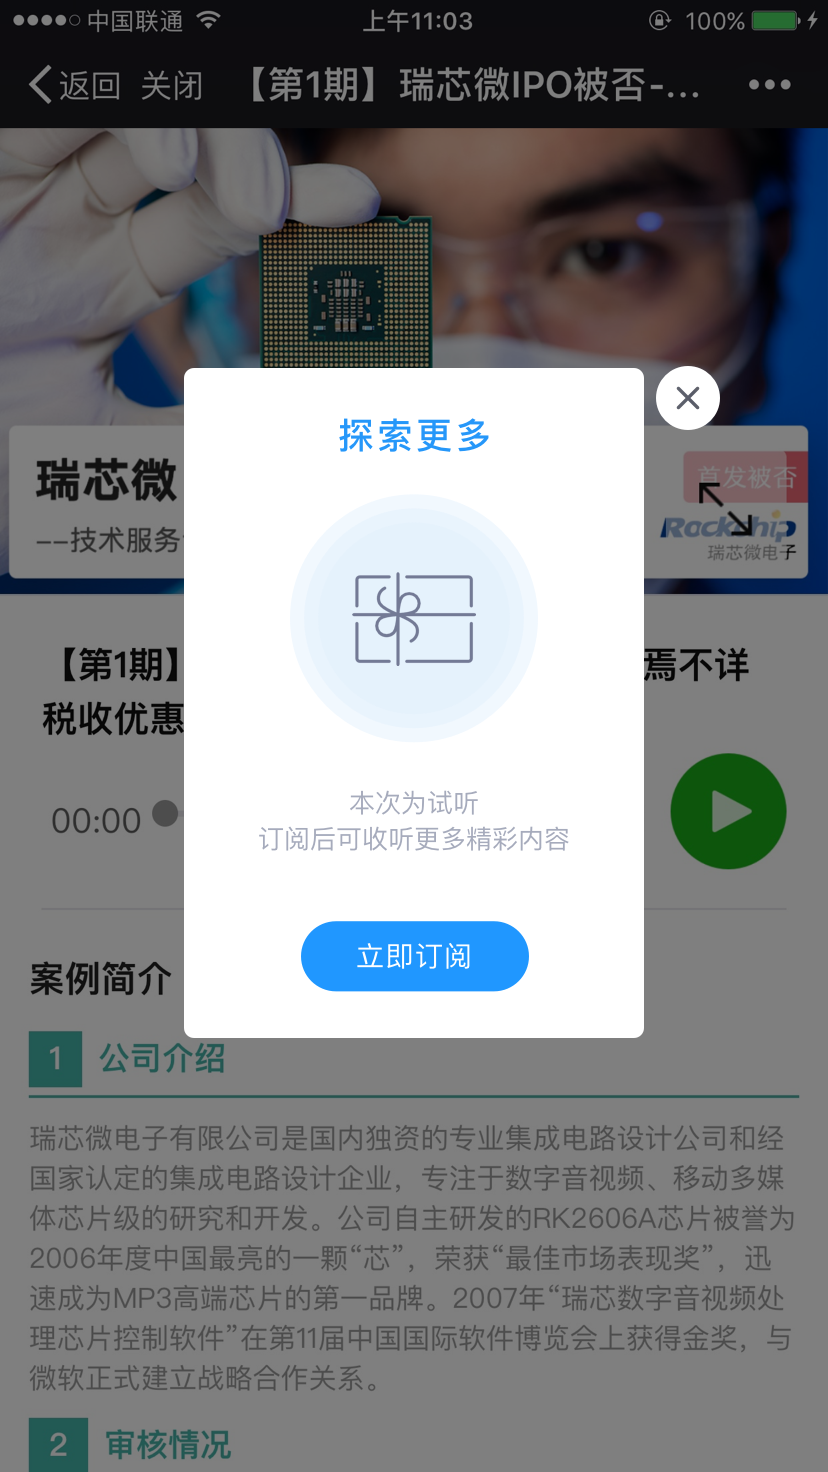 中国联通 上午11:03 100%
返回 关闭 【第1期】瑞芯微IPO被否-...
瑞芯微
首发被否
--技术服务
Rockchip
瑞芯微电子
探索更多
本次为试听
订阅后可收听更多精彩内容
立即订阅
【第1期】 焉不详
税收优惠
00:00
案例简介
1 公司介绍
瑞芯微电子有限公司是国内独资的专业集成电路设计公司和经
国家认定的集成电路设计企业，专注于数字音视频、移动多媒
体芯片级的研究和开发。公司自主研发的RK2606A芯片被誉为
2006年度中国最亮的一颗“芯”，荣获“最佳市场表现奖”，迅
速成为MP3高端芯片的第一品牌。2007年“瑞芯数字音视频处
理芯片控制软件”在第11届中国国际软件博览会上获得金奖，与
微软正式建立战略合作关系。
2 审核情况